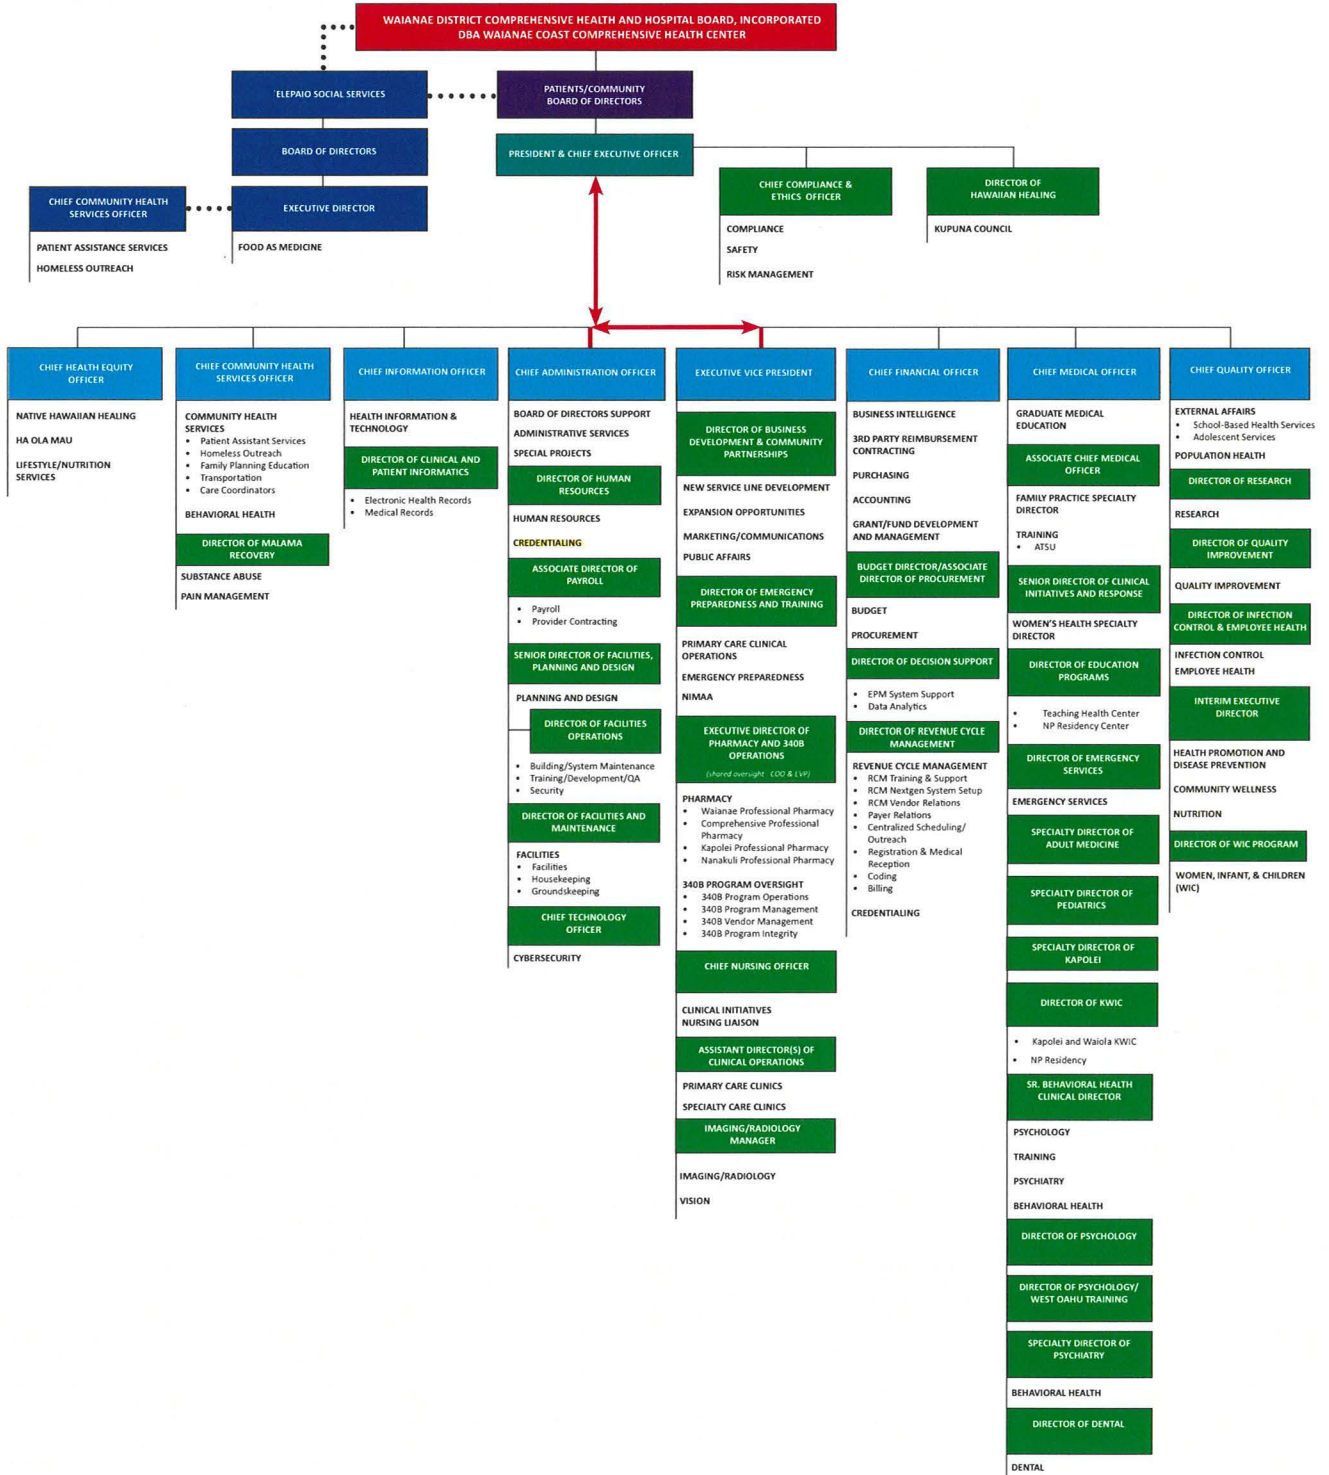 WAIANAE DISTRICT COMPREHENSIVE HEALTH AND HOSPITAL BOARD, INCORPORATED
DBA WAIANAE COAST COMPREHENSIVE HEALTH CENTER
ʻELEPAIO SOCIAL SERVICES
PATIENTS/COMMUNITY
BOARD OF DIRECTORS
BOARD OF DIRECTORS
PRESIDENT & CHIEF EXECUTIVE OFFICER
CHIEF COMPLIANCE &
ETHICS OFFICER
COMPLIANCE
SAFETY
RISK MANAGEMENT
DIRECTOR OF
HAWAIIAN HEALING
KUPUNA COUNCIL
CHIEF COMMUNITY HEALTH
SERVICES OFFICER
PATIENT ASSISTANCE SERVICES
HOMELESS OUTREACH
EXECUTIVE DIRECTOR
FOOD AS MEDICINE
CHIEF HEALTH EQUITY
OFFICER
NATIVE HAWAIIAN HEALING
HA OLA MAU
LIFESTYLE/NUTRITION
SERVICES
CHIEF COMMUNITY HEALTH
SERVICES OFFICER
COMMUNITY HEALTH
SERVICES
• Patient Assistant Services
• Homeless Outreach
• Family Planning Education
• Transportation
• Care Coordinators
BEHAVIORAL HEALTH
DIRECTOR OF MALAMA
RECOVERY
SUBSTANCE ABUSE
PAIN MANAGEMENT
CHIEF INFORMATION OFFICER
HEALTH INFORMATION &
TECHNOLOGY
DIRECTOR OF CLINICAL AND
PATIENT INFORMATICS
• Electronic Health Records
• Medical Records
CHIEF ADMINISTRATION OFFICER
BOARD OF DIRECTORS SUPPORT
ADMINISTRATIVE SERVICES
SPECIAL PROJECTS
DIRECTOR OF HUMAN
RESOURCES
HUMAN RESOURCES
CREDENTIALING
ASSOCIATE DIRECTOR OF
PAYROLL
• Payroll
• Provider Contracting
SENIOR DIRECTOR OF FACILITIES,
PLANNING AND DESIGN
PLANNING AND DESIGN
DIRECTOR OF FACILITIES
OPERATIONS
• Building/System Maintenance
• Training/Development/QA
• Security
DIRECTOR OF FACILITIES AND
MAINTENANCE
FACILITIES
• Facilities
• Housekeeping
• Groundskeeping
CHIEF TECHNOLOGY
OFFICER
CYBERSECURITY
EXECUTIVE VICE PRESIDENT
DIRECTOR OF BUSINESS
DEVELOPMENT & COMMUNITY
PARTNERSHIPS
NEW SERVICE LINE DEVELOPMENT
EXPANSION OPPORTUNITIES
MARKETING/COMMUNICATIONS
PUBLIC AFFAIRS
DIRECTOR OF EMERGENCY
PREPAREDNESS AND TRAINING
PRIMARY CARE CLINICAL
OPERATIONS
EMERGENCY PREPAREDNESS
NIMAA
EXECUTIVE DIRECTOR OF
PHARMACY AND 340B
OPERATIONS
(shared oversight COO & EVP)
PHARMACY
• Waianae Professional Pharmacy
• Comprehensive Professional
Pharmacy
• Kapolei Professional Pharmacy
• Nanakuli Professional Pharmacy
340B PROGRAM OVERSIGHT
• 340B Program Operations
• 340B Program Management
• 340B Vendor Management
• 340B Program Integrity
CHIEF NURSING OFFICER
CLINICAL INITIATIVES
NURSING LIAISON
ASSISTANT DIRECTOR(S) OF
CLINICAL OPERATIONS
PRIMARY CARE CLINICS
SPECIALTY CARE CLINICS
IMAGING/RADIOLOGY
MANAGER
IMAGING/RADIOLOGY
VISION
CHIEF FINANCIAL OFFICER
BUSINESS INTELLIGENCE
3RD PARTY REIMBURSEMENT
CONTRACTING
PURCHASING
ACCOUNTING
GRANT/FUND DEVELOPMENT
AND MANAGEMENT
BUDGET DIRECTOR/ASSOCIATE
DIRECTOR OF PROCUREMENT
BUDGET
PROCUREMENT
DIRECTOR OF DECISION SUPPORT
• EPM System Support
• Data Analytics
DIRECTOR OF REVENUE CYCLE
MANAGEMENT
REVENUE CYCLE MANAGEMENT
• RCM Training & Support
• RCM Nextgen System Setup
• RCM Vendor Relations
• Payer Relations
• Centralized Scheduling/
Outreach
• Registration & Medical
Reception
• Coding
• Billing
CREDENTIALING
CHIEF MEDICAL OFFICER
GRADUATE MEDICAL
EDUCATION
ASSOCIATE CHIEF MEDICAL
OFFICER
FAMILY PRACTICE SPECIALTY
DIRECTOR
TRAINING
• ATSU
SENIOR DIRECTOR OF CLINICAL
INITIATIVES AND RESPONSE
WOMEN'S HEALTH SPECIALTY
DIRECTOR
DIRECTOR OF EDUCATION
PROGRAMS
• Teaching Health Center
• NP Residency Center
DIRECTOR OF EMERGENCY
SERVICES
EMERGENCY SERVICES
SPECIALTY DIRECTOR OF
ADULT MEDICINE
SPECIALTY DIRECTOR OF
PEDIATRICS
SPECIALTY DIRECTOR OF
KAPOLEI
DIRECTOR OF KWIC
• Kapolei and Waiola KWIC
• NP Residency
SR. BEHAVIORAL HEALTH
CLINICAL DIRECTOR
PSYCHOLOGY
TRAINING
PSYCHIATRY
BEHAVIORAL HEALTH
DIRECTOR OF PSYCHOLOGY
DIRECTOR OF PSYCHOLOGY/
WEST OAHU TRAINING
SPECIALTY DIRECTOR OF
PSYCHIATRY
BEHAVIORAL HEALTH
DIRECTOR OF DENTAL
DENTAL
CHIEF QUALITY OFFICER
EXTERNAL AFFAIRS
• School-Based Health Services
• Adolescent Services
POPULATION HEALTH
DIRECTOR OF RESEARCH
RESEARCH
DIRECTOR OF QUALITY
IMPROVEMENT
QUALITY IMPROVEMENT
DIRECTOR OF INFECTION
CONTROL & EMPLOYEE HEALTH
INFECTION CONTROL
EMPLOYEE HEALTH
INTERIM EXECUTIVE
DIRECTOR
HEALTH PROMOTION AND
DISEASE PREVENTION
COMMUNITY WELLNESS
NUTRITION
DIRECTOR OF WIC PROGRAM
WOMEN, INFANT, & CHILDREN
(WIC)